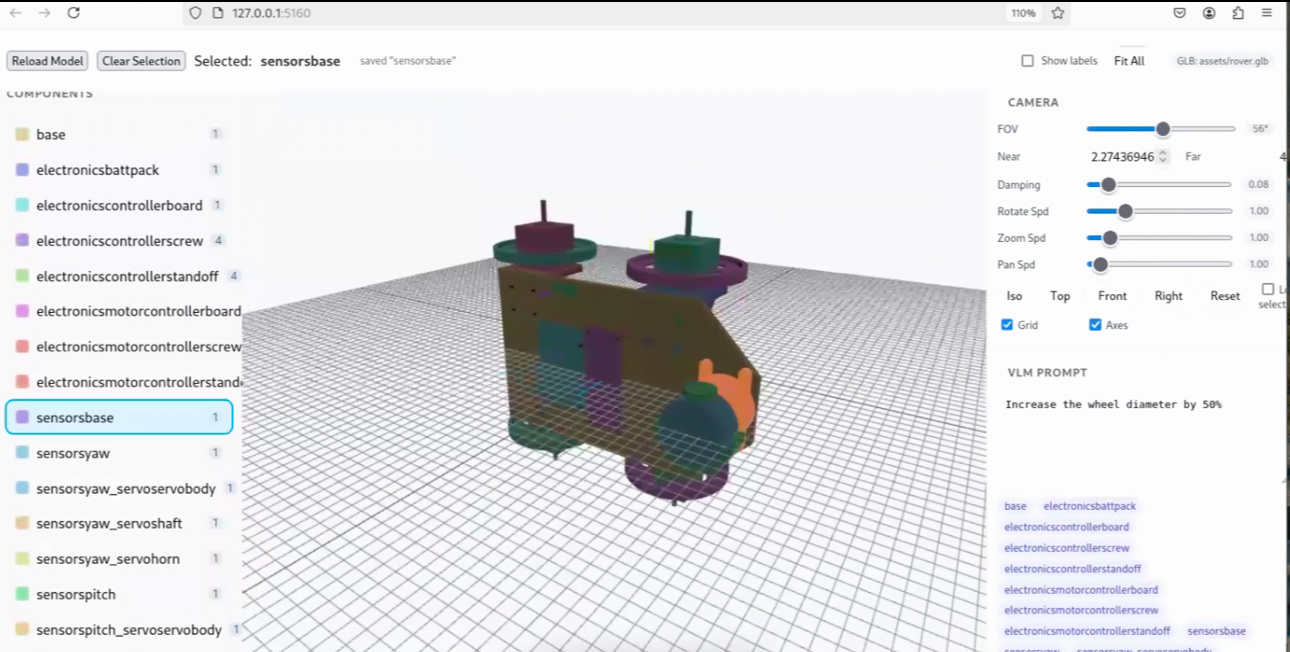 127.0.0.1:5160
110%
Reload Model Clear Selection Selected: sensorsbase saved "sensorsbase"
Show labels Fit All GLB: assets/rover.glb
COMPONENTS
base 1
electronicsbattpack 1
electronicscontrollerboard 1
electronicscontrollerscrew 4
electronicscontrollerstandoff 4
electronicsmotorcontrollerboard
electronicsmotorcontrollerscrew
electronicsmotorcontrollerstand
sensorsbase 1
sensorsyaw 1
sensorsyaw_servoservobody 1
sensorsyaw_servoshaft 1
sensorsyaw_servohorn 1
sensorspitch 1
sensorspitch_servoservobody 1
CAMERA
FOV 56°
Near 2.27436946 Far 4
Damping 0.08
Rotate Spd 1.00
Zoom Spd 1.00
Pan Spd 1.00
Iso Top Front Right Reset
select
Grid Axes
VLM PROMPT
Increase the wheel diameter by 50%
base electronicsbattpack
electronicscontrollerboard
electronicscontrollerscrew
electronicscontrollerstandoff
electronicsmotorcontrollerboard
electronicsmotorcontrollerscrew
electronicsmotorcontrollerstandoff sensorsbase
sensorsyaw sensorsyaw_servoservobody